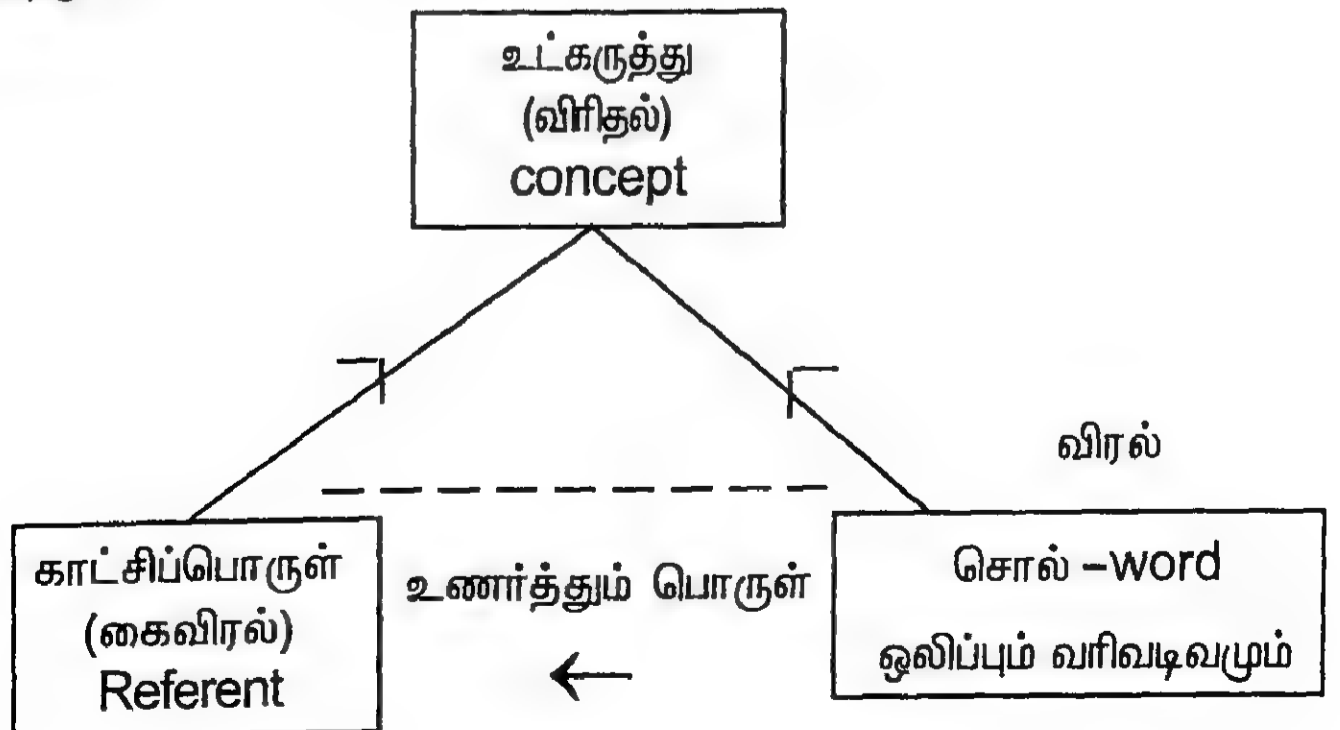 உட்கருத்து
(விரிதல்)
concept
விரல்
காட்சிப்பொருள்
(கைவிரல்)
Referent
உணர்த்தும் பொருள்
சொல் –word
ஒலிப்பும் வரிவடிவமும்